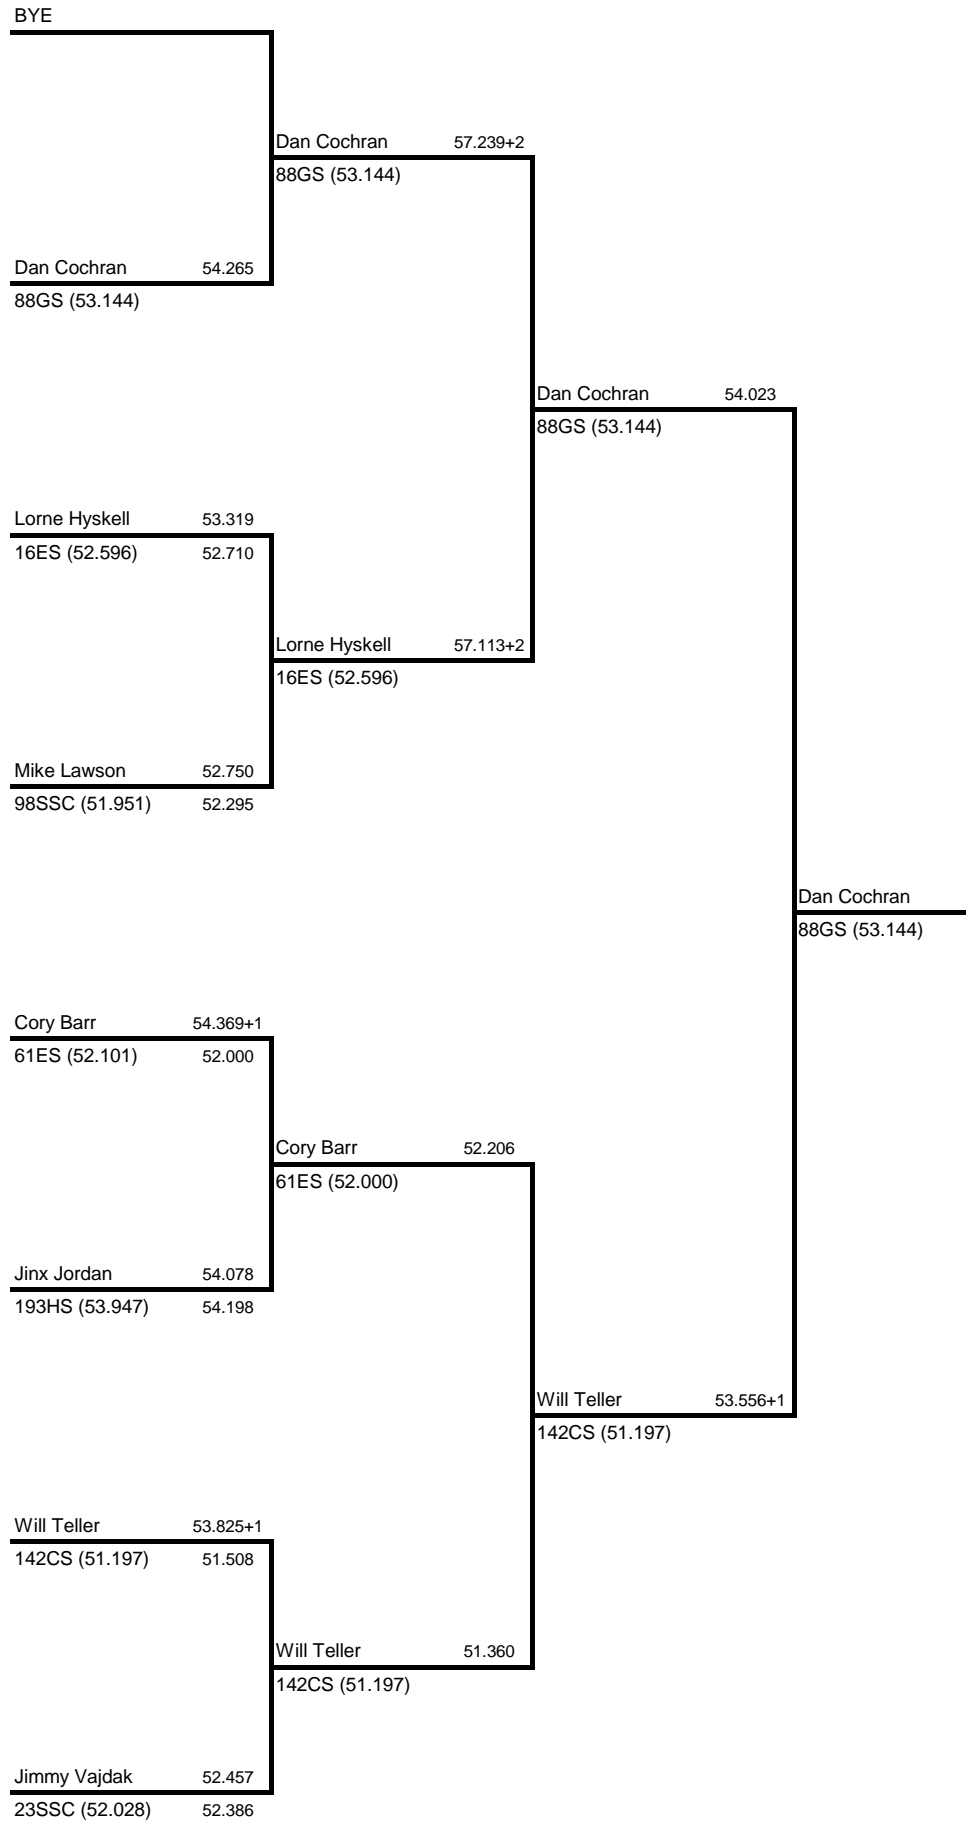 BYE
Dan Cochran 57.239+2
88GS (53.144)
Dan Cochran 54.265
88GS (53.144)
Dan Cochran 54.023
88GS (53.144)
Lorne Hyskell 53.319
16ES (52.596) 52.710
Lorne Hyskell 57.113+2
16ES (52.596)
Mike Lawson 52.750
98SSC (51.951) 52.295
Dan Cochran
88GS (53.144)
Cory Barr 54.369+1
61ES (52.101) 52.000
Cory Barr 52.206
61ES (52.000)
Jinx Jordan 54.078
193HS (53.947) 54.198
Will Teller 53.556+1
142CS (51.197)
Will Teller 53.825+1
142CS (51.197) 51.508
Will Teller 51.360
142CS (51.197)
Jimmy Vajdak 52.457
23SSC (52.028) 52.386